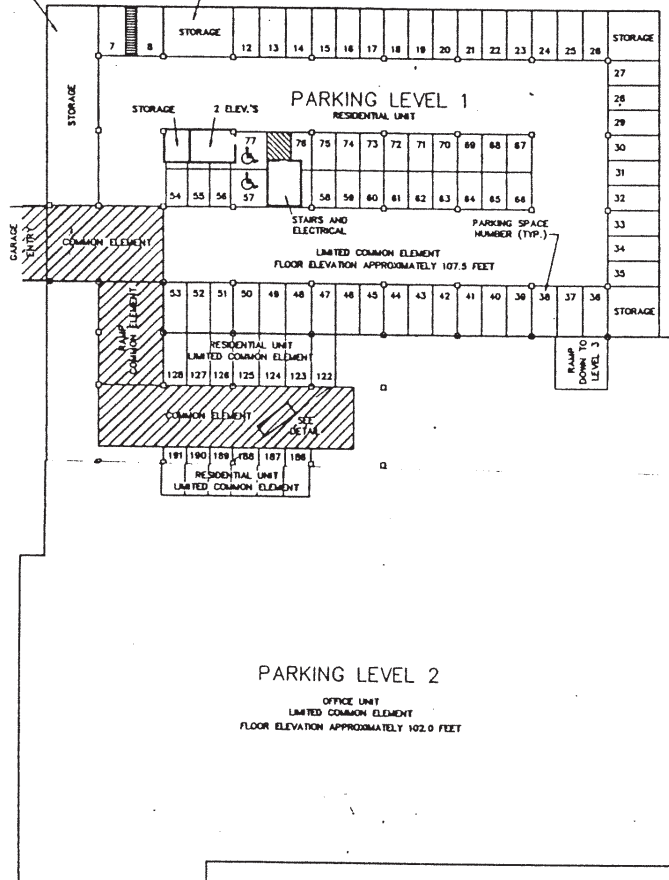 7 8 STORAGE 12 13 14 15 16 17 18 19 20 21 22 23 24 25 26 STORAGE
STORAGE
27
28
29
30
31
32
33
34
35
STORAGE
PARKING LEVEL 1
RESIDENTIAL UNIT
STORAGE 2 ELEV.'S
77 76 75 74 73 72 71 70 69 68 67
54 55 56 57 58 59 60 61 62 63 64 65 66
STAIRS AND
ELECTRICAL
PARKING SPACE
NUMBER (TYP.)
GARAGE
ENTRY
COMMON ELEMENT
LIMITED COMMON ELEMENT
FLOOR ELEVATION APPROXIMATELY 107.5 FEET
53 52 51 50 49 48 47 46 45 44 43 42 41 40 39 38 37 36
RAMP
COMMON ELEMENT
RESIDENTIAL UNIT
LIMITED COMMON ELEMENT
128 127 126 125 124 123 122
RAMP
DOWN TO
LEVEL 3
COMMON ELEMENT
SEE
DETAIL
191 190 189 188 187 186
RESIDENTIAL UNIT
LIMITED COMMON ELEMENT
PARKING LEVEL 2
OFFICE UNIT
LIMITED COMMON ELEMENT
FLOOR ELEVATION APPROXIMATELY 102.0 FEET